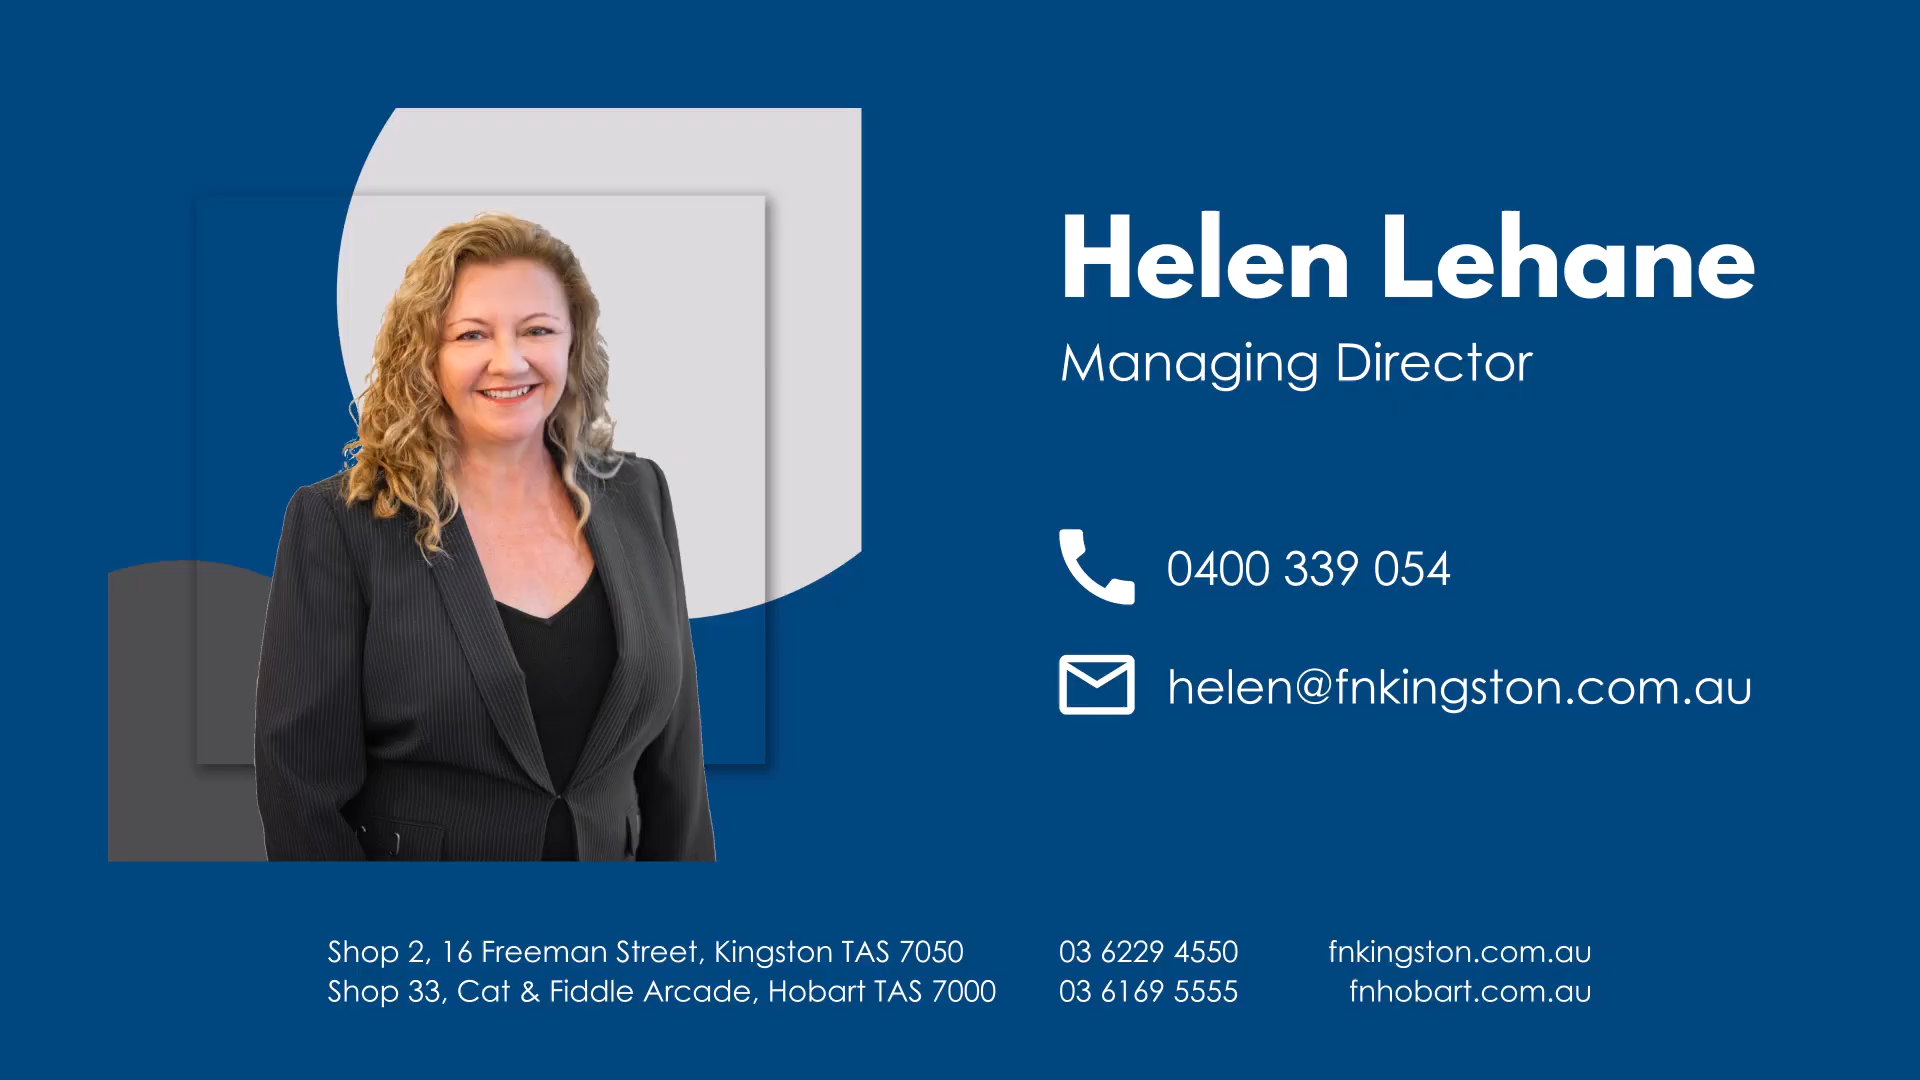 Helen Lehane
Managing Director
0400 339 054
helen@fnkingston.com.au
Shop 2, 16 Freeman Street, Kingston TAS 7050 03 6229 4550 fnkingston.com.au
Shop 33, Cat & Fiddle Arcade, Hobart TAS 7000 03 6169 5555 fnhobart.com.au